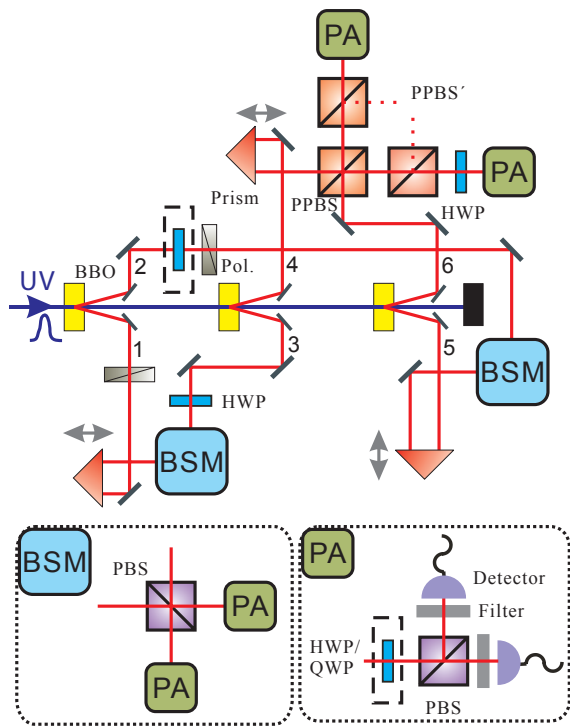 PA
PPBS´
Prism
PPBS
PA
HWP
BBO
2
Pol.
4
6
UV
1
3
5
HWP
BSM
BSM
BSM
PBS
PA
PA
PA
Detector
Filter
HWP/
QWP
PBS